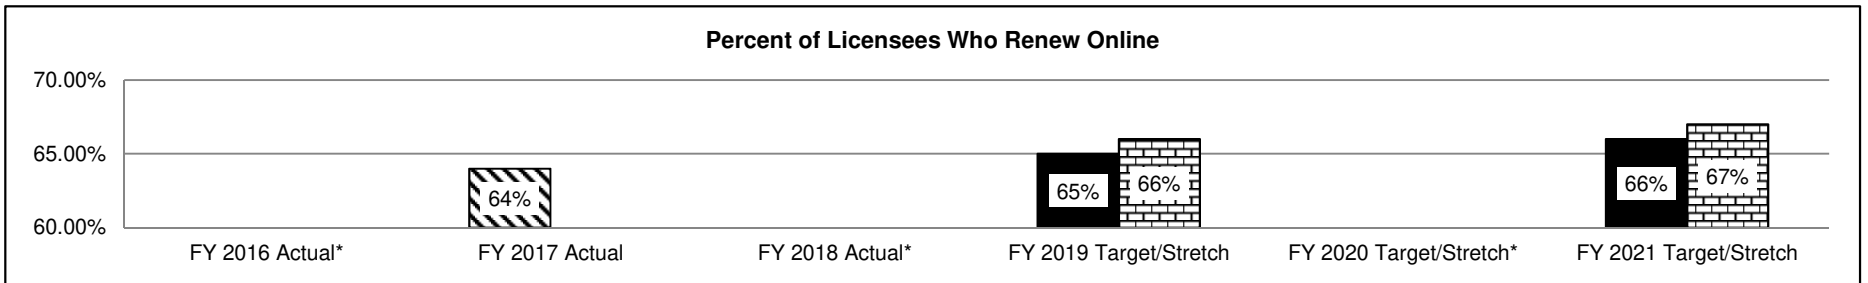 Percent of Licensees Who Renew Online
70.00%
65.00%
60.00%
64%
65%
66%
66%
67%
FY 2016 Actual*
FY 2017 Actual
FY 2018 Actual*
FY 2019 Target/Stretch
FY 2020 Target/Stretch*
FY 2021 Target/Stretch